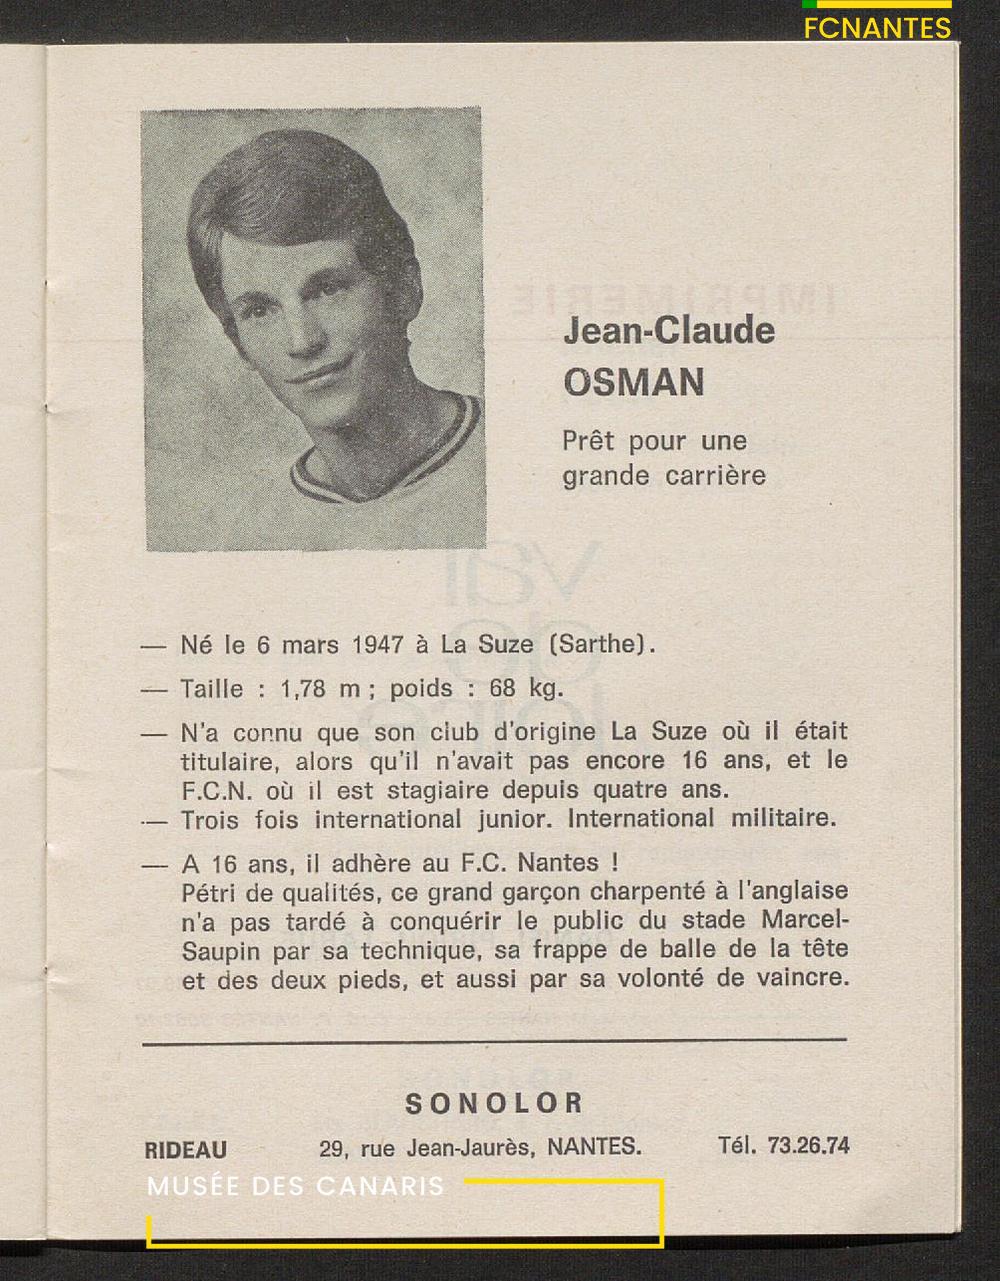 FCNANTES
IMPRIMERIE
Jean-Claude
OSMAN
Prêt pour une
grande carrière
val
de
loire
— Né le 6 mars 1947 à La Suze (Sarthe).
— Taille : 1,78 m ; poids : 68 kg.
— N'a connu que son club d'origine La Suze où il était
titulaire, alors qu'il n'avait pas encore 16 ans, et le
F.C.N. où il est stagiaire depuis quatre ans.
— Trois fois international junior. International militaire.
— A 16 ans, il adhère au F.C. Nantes !
Pétri de qualités, ce grand garçon charpenté à l'anglaise
n'a pas tardé à conquérir le public du stade Marcel-
Saupin par sa technique, sa frappe de balle de la tête
et des deux pieds, et aussi par sa volonté de vaincre.
SONOLOR
RIDEAU 29, rue Jean-Jaurès, NANTES. Tél. 73.26.74
MUSÉE DES CANARIS